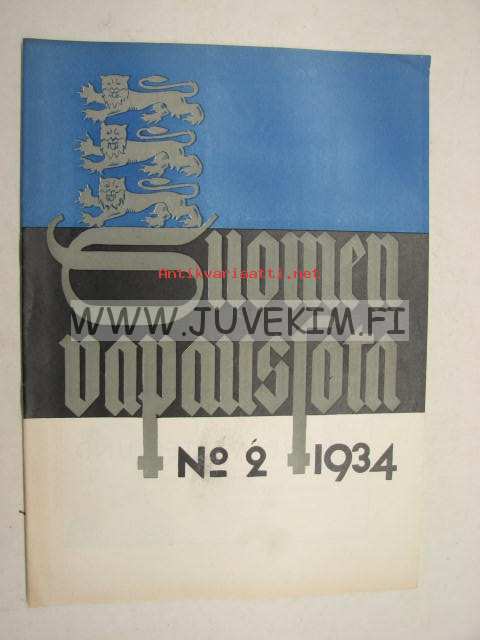 Suomen
Antikvariaatti.net
WWW.JUVEKIM.FI
vapaussota
No 2 1934